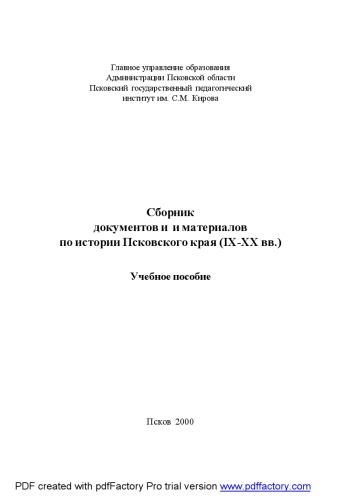 Главное управление образования
Администрации Псковской области
Псковский государственный педагогический
институт им. С.М. Кирова
Сборник
документов и и материалов
по истории Псковского края (IX-XX вв.)
Учебное пособие
Псков 2000
PDF created with pdfFactory Pro trial version www.pdffactory.com